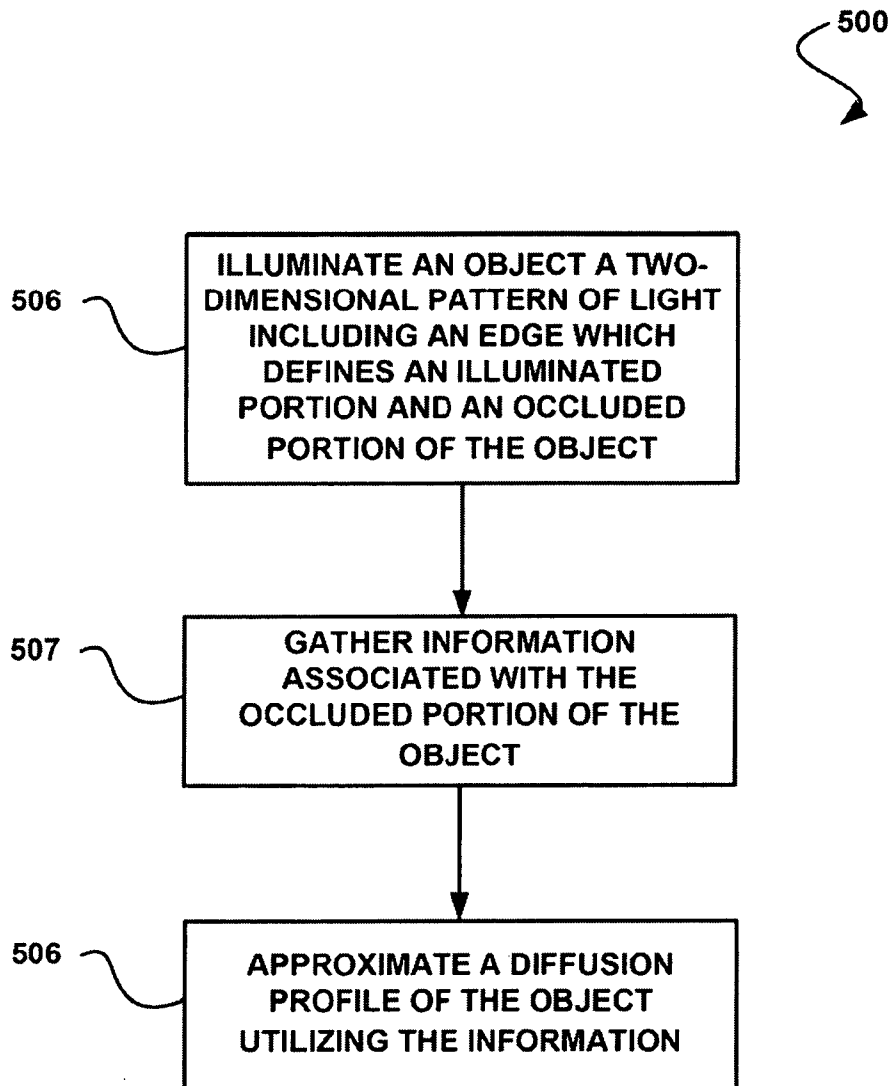 500
506
ILLUMINATE AN OBJECT A TWO-
DIMENSIONAL PATTERN OF LIGHT
INCLUDING AN EDGE WHICH
DEFINES AN ILLUMINATED
PORTION AND AN OCCLUDED
PORTION OF THE OBJECT
507
GATHER INFORMATION
ASSOCIATED WITH THE
OCCLUDED PORTION OF THE
OBJECT
506
APPROXIMATE A DIFFUSION
PROFILE OF THE OBJECT
UTILIZING THE INFORMATION